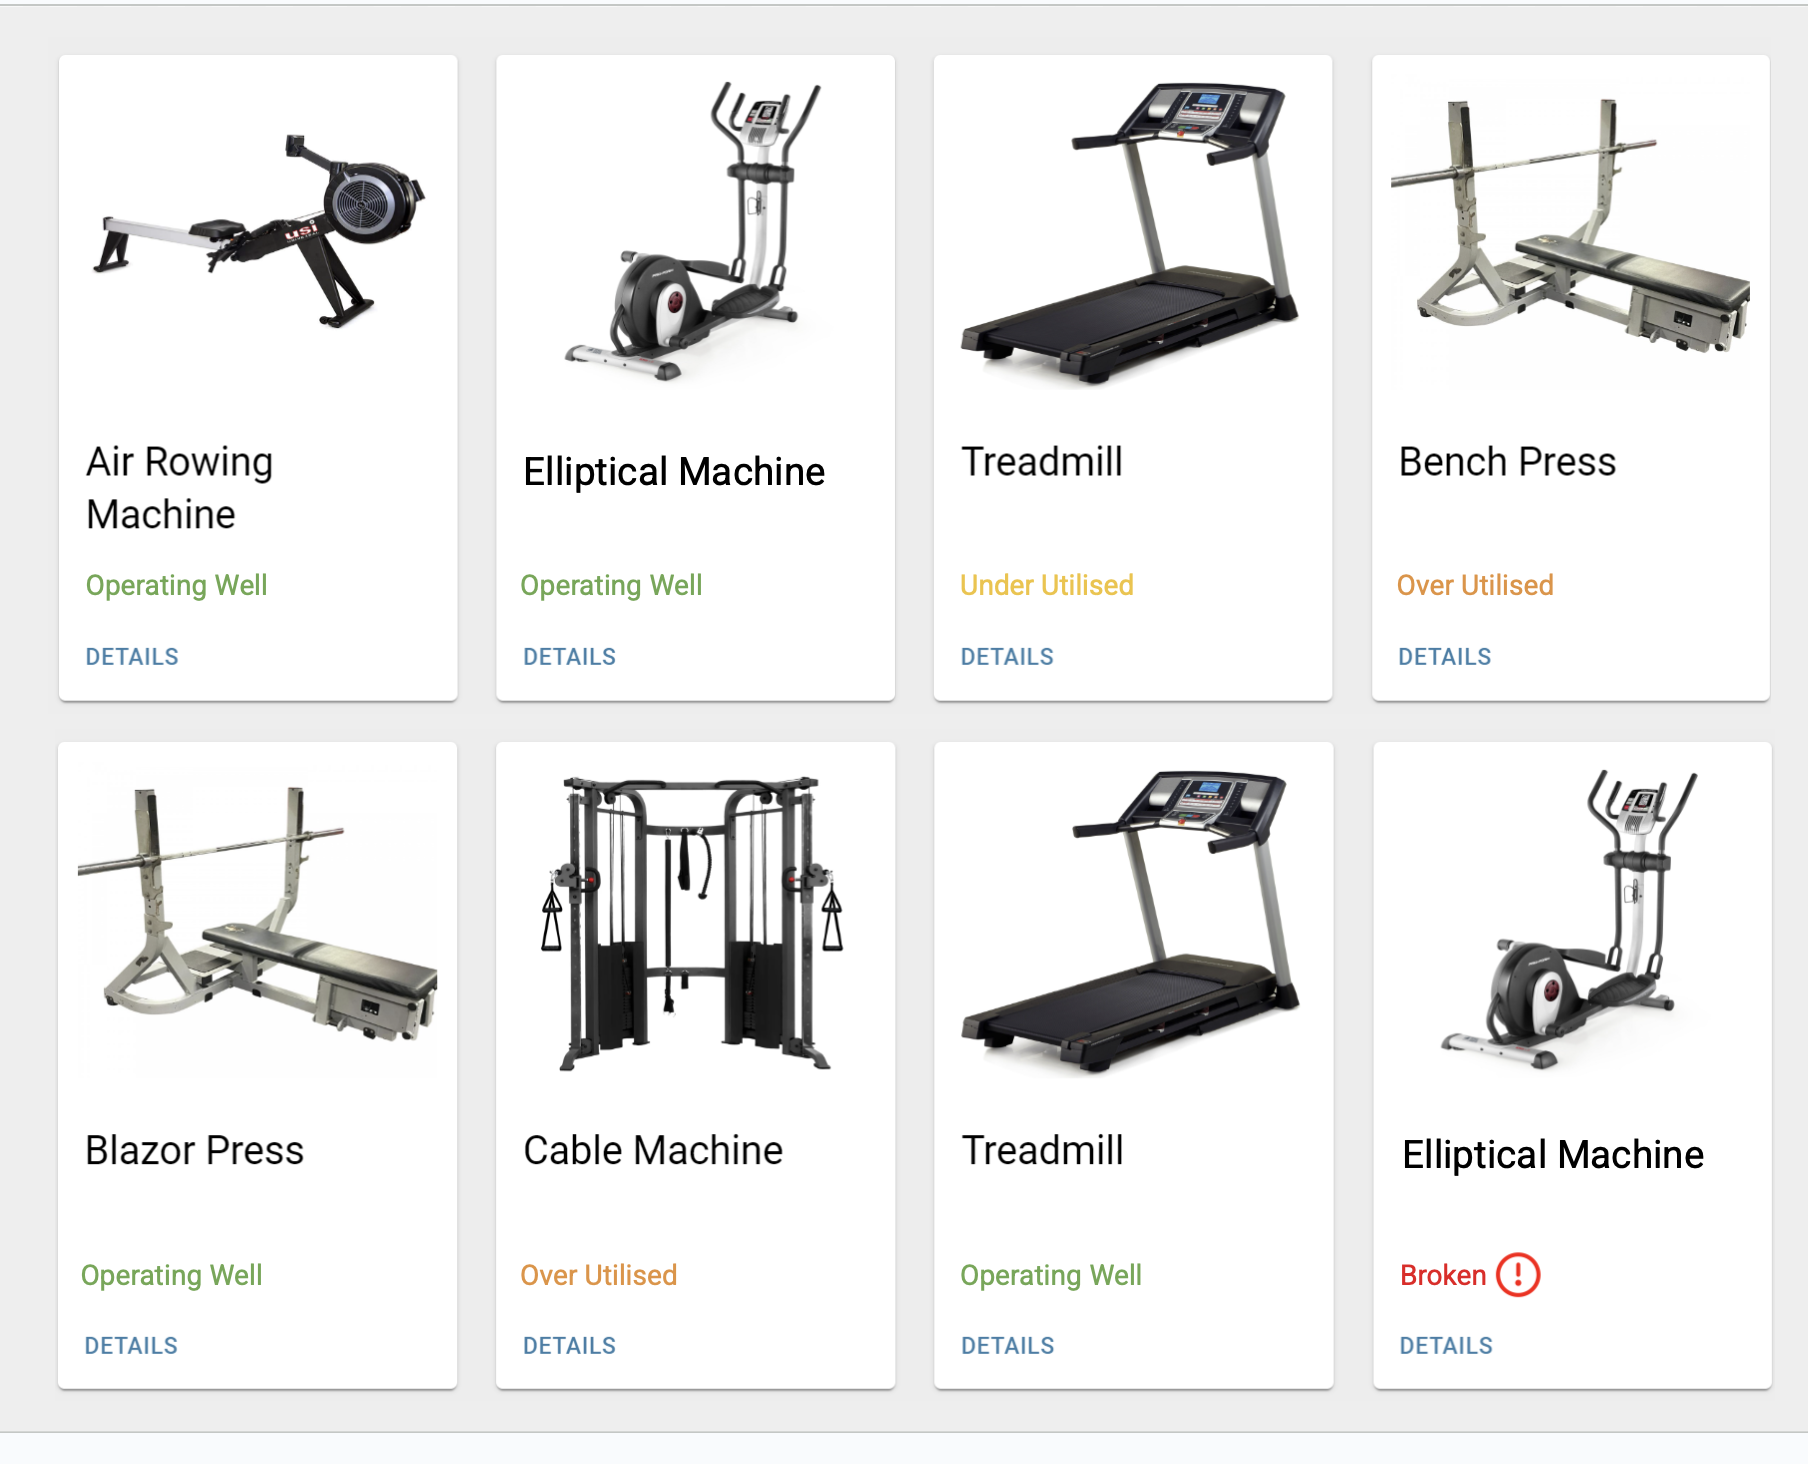 usi
Air Rowing
Machine
Operating Well
DETAILS
Elliptical Machine
Operating Well
DETAILS
Treadmill
Under Utilised
DETAILS
Bench Press
Over Utilised
DETAILS
Blazor Press
Operating Well
DETAILS
Cable Machine
Over Utilised
DETAILS
Treadmill
Operating Well
DETAILS
Elliptical Machine
Broken
DETAILS